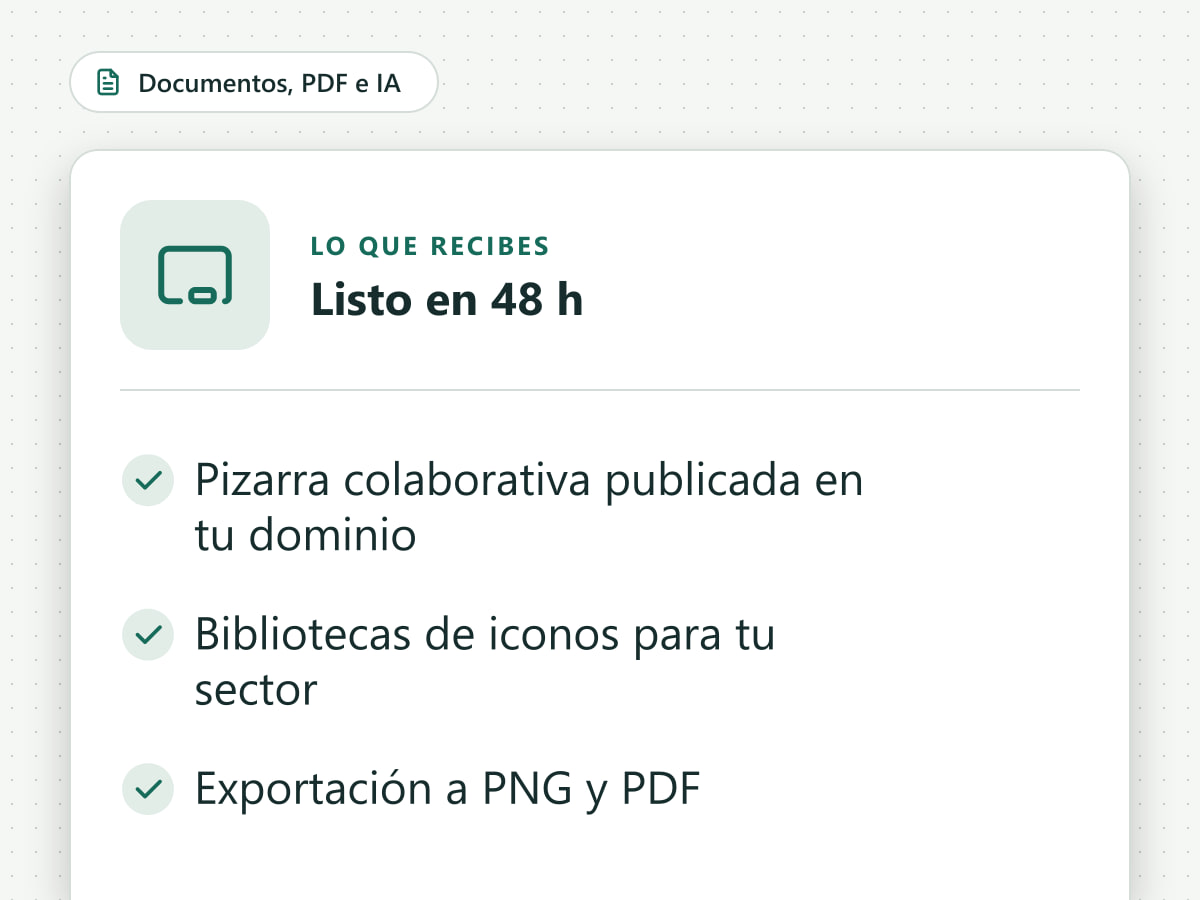 Documentos, PDF e IA
LO QUE RECIBES
Listo en 48 h
Pizarra colaborativa publicada en
tu dominio
Bibliotecas de iconos para tu
sector
Exportación a PNG y PDF